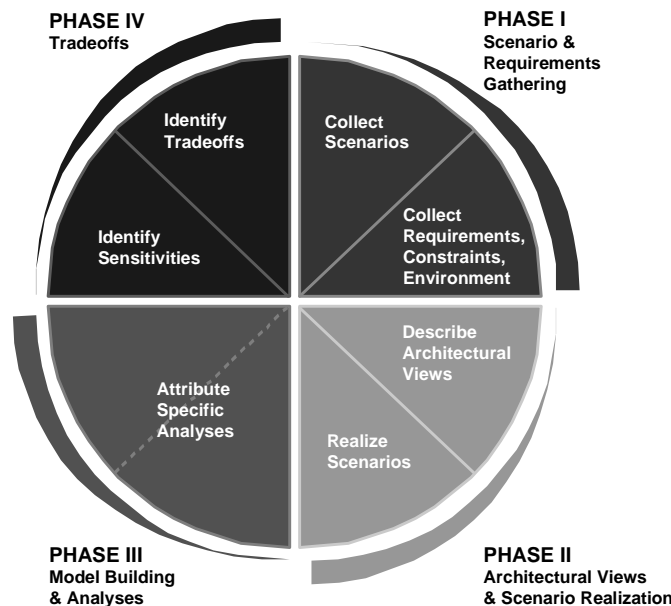 PHASE IV
Tradeoffs
PHASE I
Scenario &
Requirements
Gathering
Identify
Tradeoffs
Collect
Scenarios
Identify
Sensitivities
Collect
Requirements,
Constraints,
Environment
Attribute
Specific
Analyses
Describe
Architectural
Views
Realize
Scenarios
PHASE III
Model Building
& Analyses
PHASE II
Architectural Views
& Scenario Realization